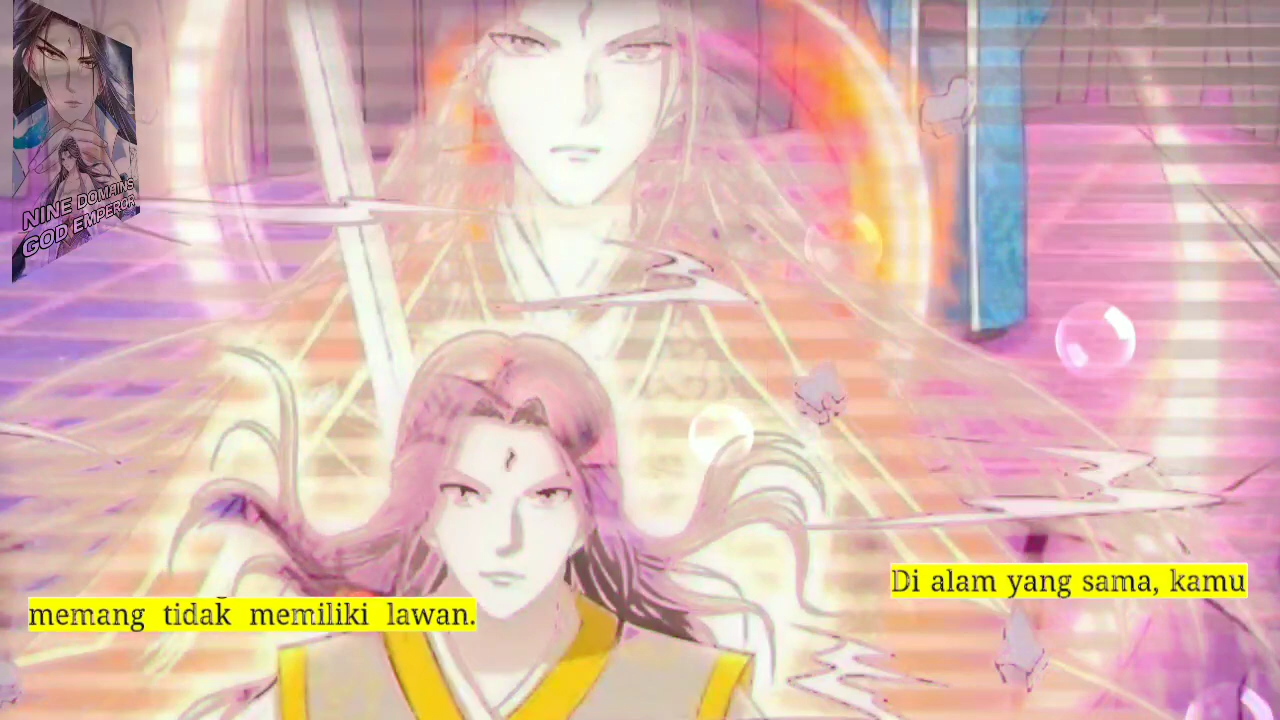 NINE DOMAINS
GOD EMPEROR
Di alam yang sama, kamu
memang tidak memiliki lawan.